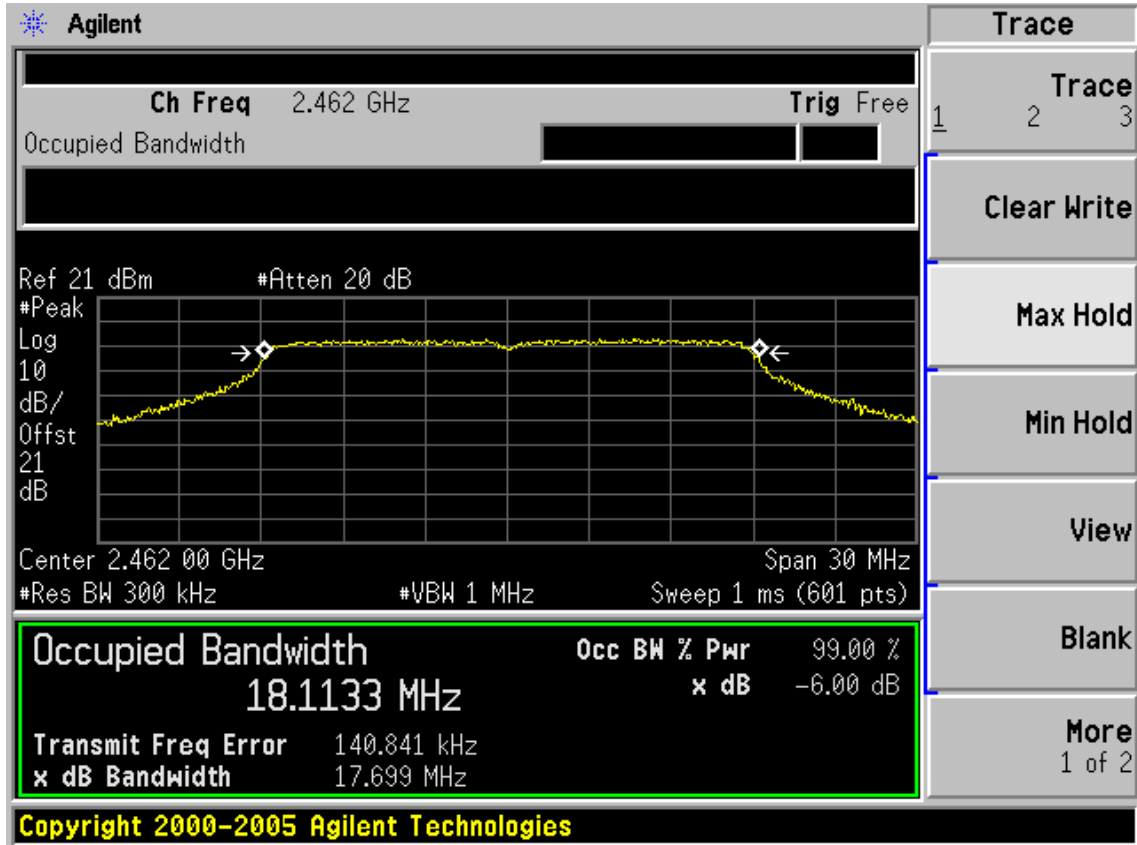 Agilent
Trace
Ch Freq 2.462 GHz Trig Free
Occupied Bandwidth
Trace
1 2 3
Clear Write
Ref 21 dBm #Atten 20 dB
#Peak
Log
10
dB/
Offst
21
dB
Max Hold
Min Hold
View
Center 2.462 00 GHz Span 30 MHz
#Res BW 300 kHz #VBW 1 MHz Sweep 1 ms (601 pts)
Occupied Bandwidth Occ BW % Pwr 99.00 %
18.1133 MHz x dB -6.00 dB
Blank
Transmit Freq Error 140.841 kHz
x dB Bandwidth 17.699 MHz
More
1 of 2
Copyright 2000-2005 Agilent Technologies